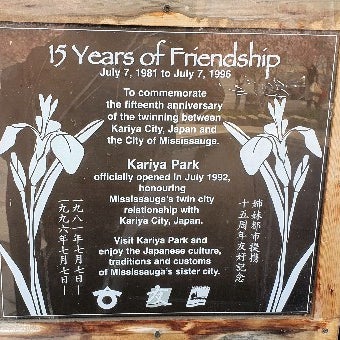 15 Years of Friendship
July 7, 1981 to July 7, 1996
To commemorate
the fifteenth anniversary
of the twinning between
Kariya City, Japan and
the City of Mississauga.
Kariya Park
officially opened in July 1992,
honouring
Mississauga's twin city
relationship with
Kariya City, Japan.
Visit Kariya Park and
enjoy the Japanese culture,
traditions and customs
of Mississauga's sister city.
姉妹都市提携
十五周年友好記念
一九八一年七月七日—
一九九六年七月七日
友